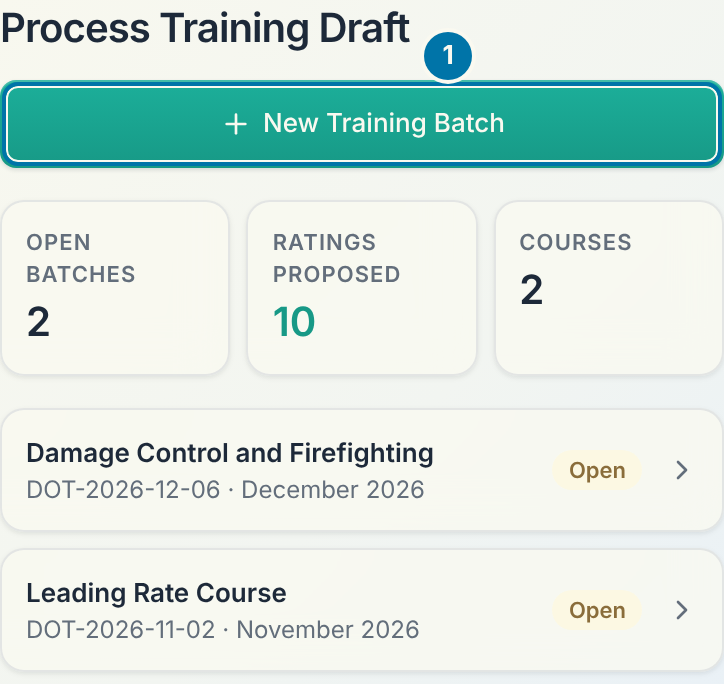 Process Training Draft
1
+ New Training Batch
OPEN
BATCHES
2
RATINGS
PROPOSED
10
COURSES
2
Damage Control and Firefighting
DOT-2026-12-06 · December 2026
Open
Leading Rate Course
DOT-2026-11-02 · November 2026
Open